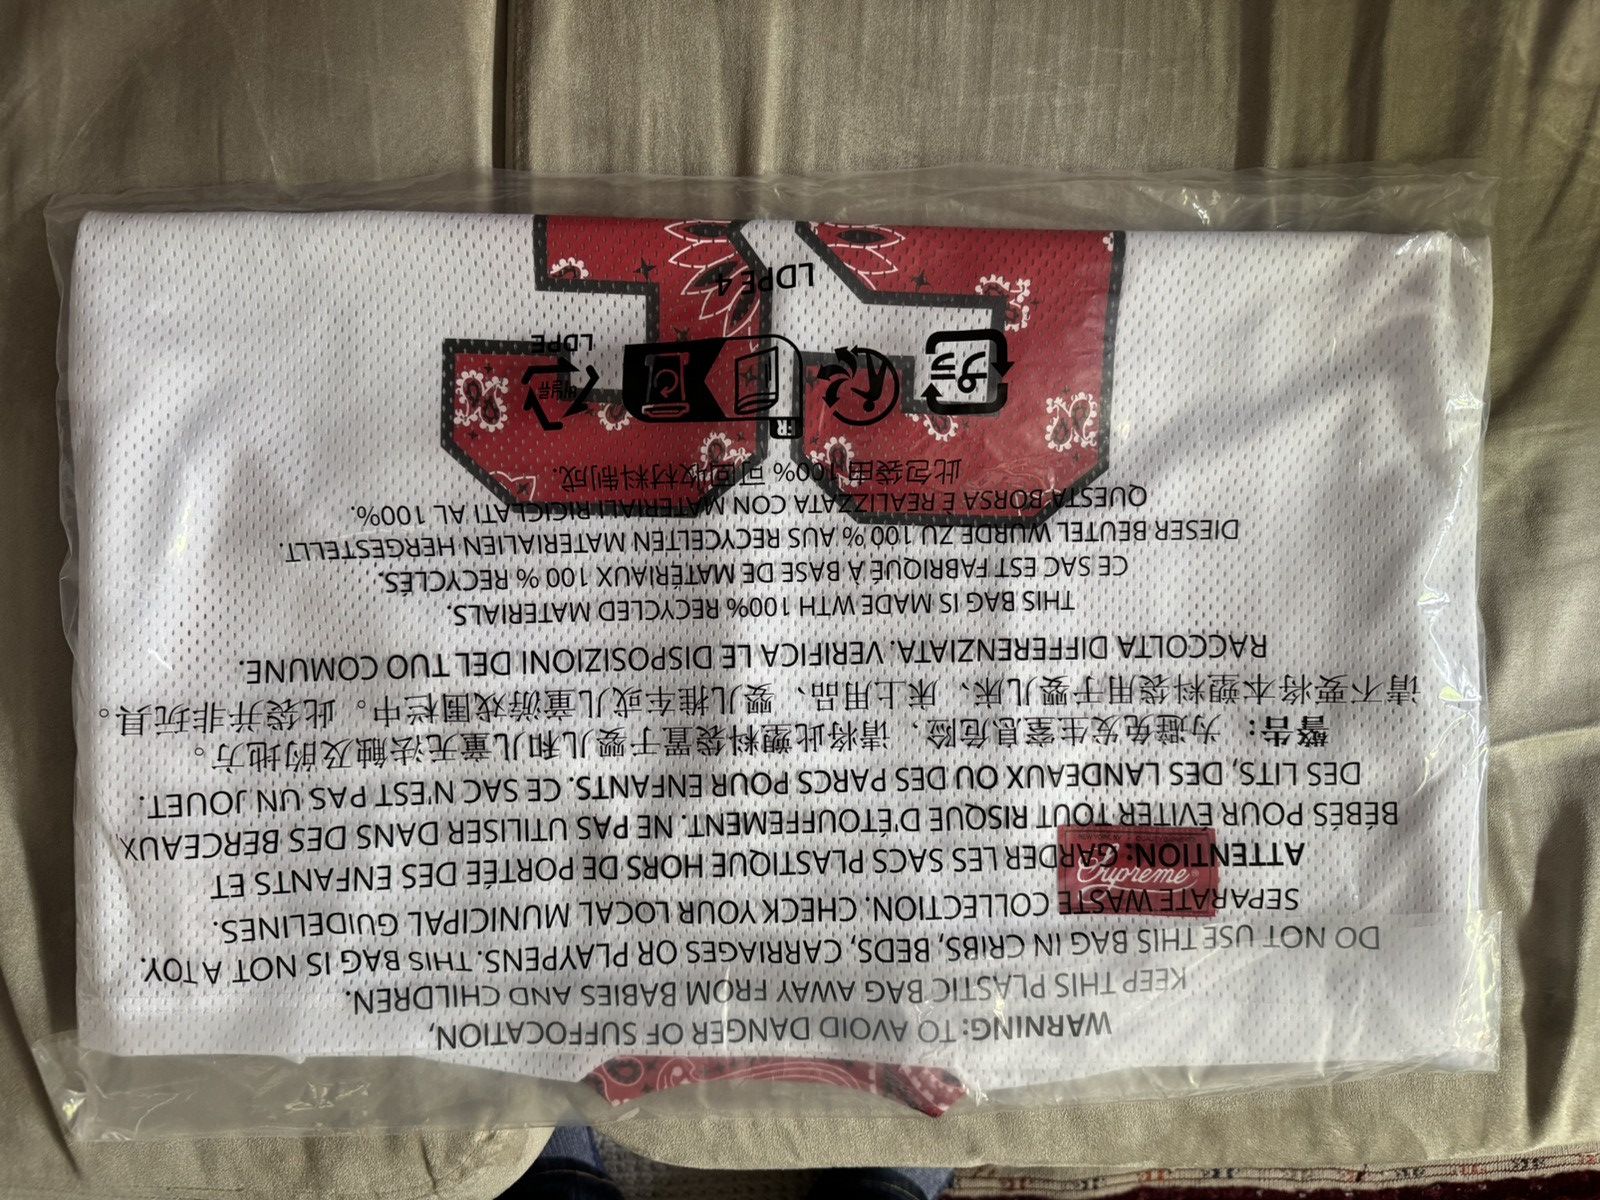 WARNING: TO AVOID DANGER OF SUFFOCATION,
KEEP THIS PLASTIC BAG AWAY FROM BABIES AND CHILDREN.
DO NOT USE THIS BAG IN CRIBS, BEDS, CARRIAGES OR PLAYPENS. THIS BAG IS NOT A TOY.
SEPARATE WASTE COLLECTION. CHECK YOUR LOCAL MUNICIPAL GUIDELINES.
ATTENTION: GARDER LES SACS PLASTIQUE HORS DE PORTÉE DES ENFANTS ET
BÉBÉS POUR ÉVITER TOUT RISQUE D'ÉTOUFFEMENT. NE PAS UTILISER DANS DES BERCEAUX
DES LITS, DES LANDEAUX OU DES PARCS POUR ENFANTS. CE SAC N'EST PAS UN JOUET.
警告：为避免发生窒息危险，请将此塑料袋置于婴儿和儿童无法触及的地方。
请不要将本塑料袋用于婴儿床、床上用品、婴儿推车或儿童游戏围栏中。此袋并非玩具。
RACCOLTA DIFFERENZIATA. VERIFICA LE DISPOSIZIONI DEL TUO COMUNE.
THIS BAG IS MADE WTH 100% RECYCLED MATERIALS.
CE SAC EST FABRIQUÉ À BASE DE MATÉRIAUX 100 % RECYCLÉS.
DIESER BEUTEL WURDE ZU 100 % AUS RECYCELTEN MATERIALIEN HERGESTELLT.
QUESTA BORSA È REALIZZATA CON MATERIALI RICICLATI AL 100%.
此包袋由 100% 可回收材料制成.
プラ
FR
비닐류
LDPE
LDPE 4
Supreme®